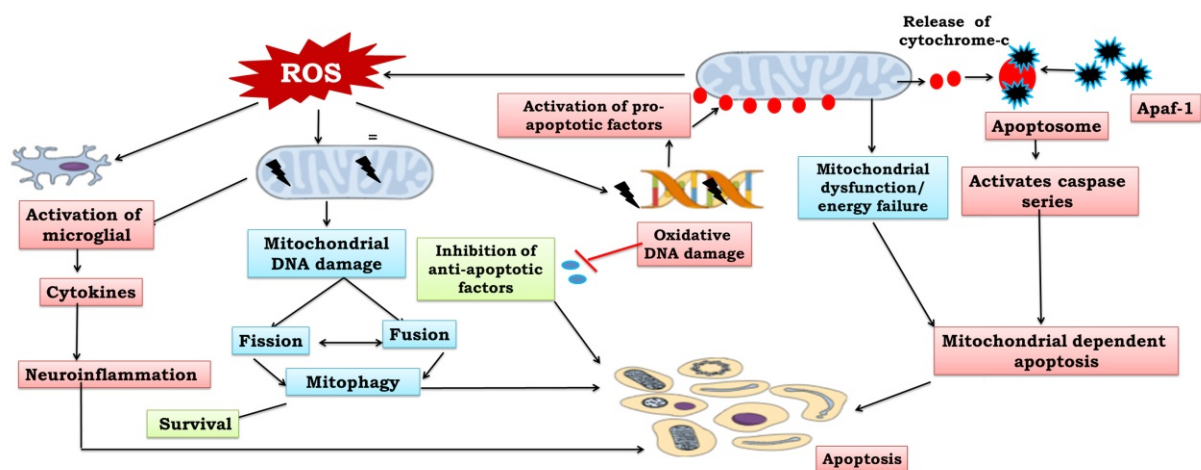 Release of
cytochrome-c
ROS
Activation of pro-
apoptotic factors
Apaf-1
Apoptosome
=
Mitochondrial
dysfunction/
energy failure
Activates caspase
series
Activation of
microglial
Mitochondrial
DNA damage
Inhibition of
anti-apoptotic
factors
Oxidative
DNA damage
Cytokines
Fission
Fusion
Mitochondrial dependent
apoptosis
Neuroinflammation
Mitophagy
Survival
Apoptosis